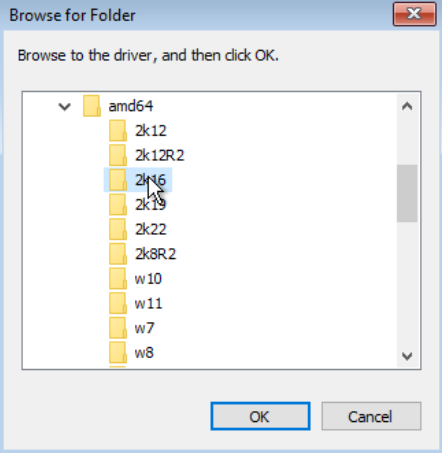 Browse for Folder
Browse to the driver, and then click OK.
amd64
2k12
2k12R2
2k16
2k19
2k22
2k8R2
w10
w11
w7
w8
OK Cancel